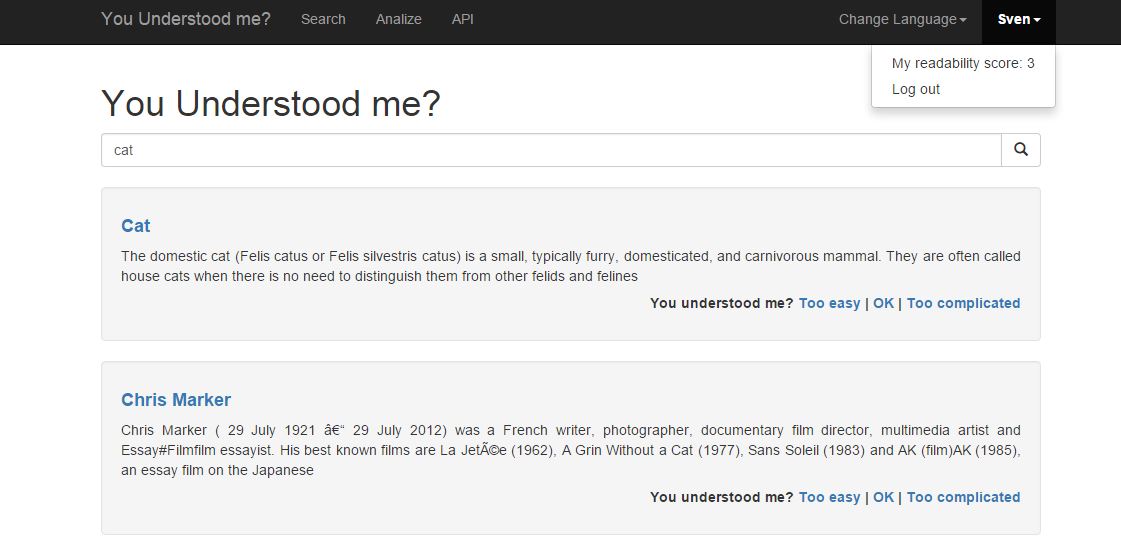 You Understood me? Search Analize API Change Language Sven
My readability score: 3
Log out
You Understood me?
cat
Cat
The domestic cat (Felis catus or Felis silvestris catus) is a small, typically furry, domesticated, and carnivorous mammal. They are often called
house cats when there is no need to distinguish them from other felids and felines
You understood me? Too easy | OK | Too complicated
Chris Marker
Chris Marker ( 29 July 1921 â€“ 29 July 2012) was a French writer, photographer, documentary film director, multimedia artist and
Essay#Filmfilm essayist. His best known films are La JetÃ©e (1962), A Grin Without a Cat (1977), Sans Soleil (1983) and AK (film)AK (1985),
an essay film on the Japanese
You understood me? Too easy | OK | Too complicated